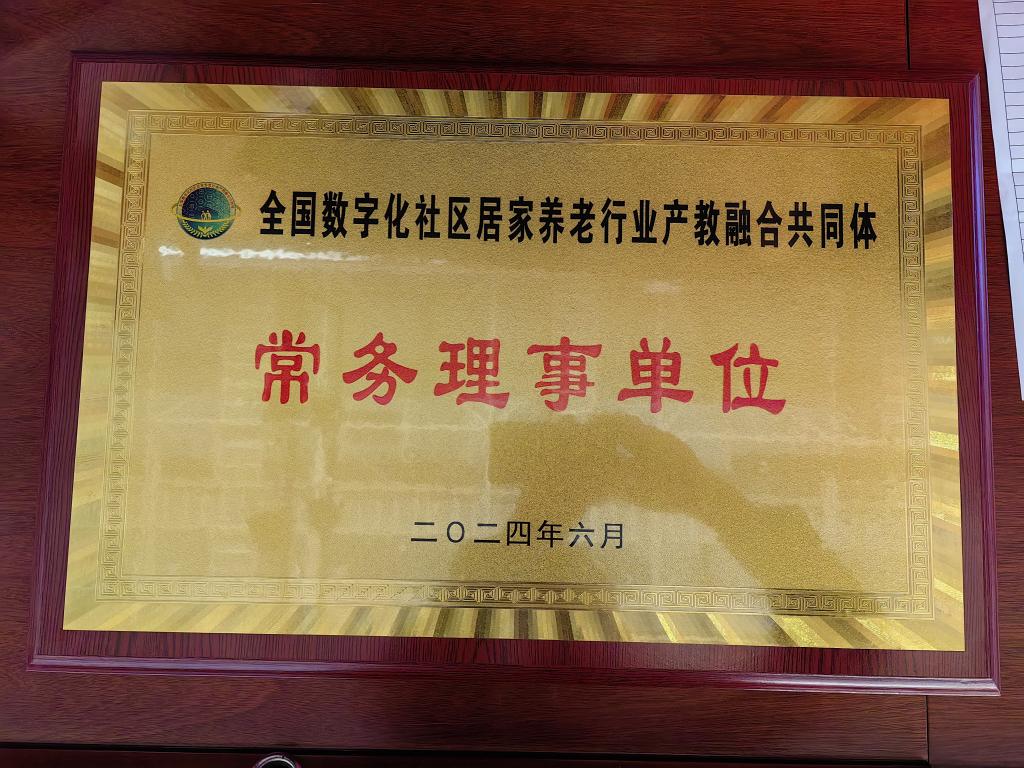 全国数字化社区居家养老行业产教融合共同体
常务理事单位
二〇二四年六月